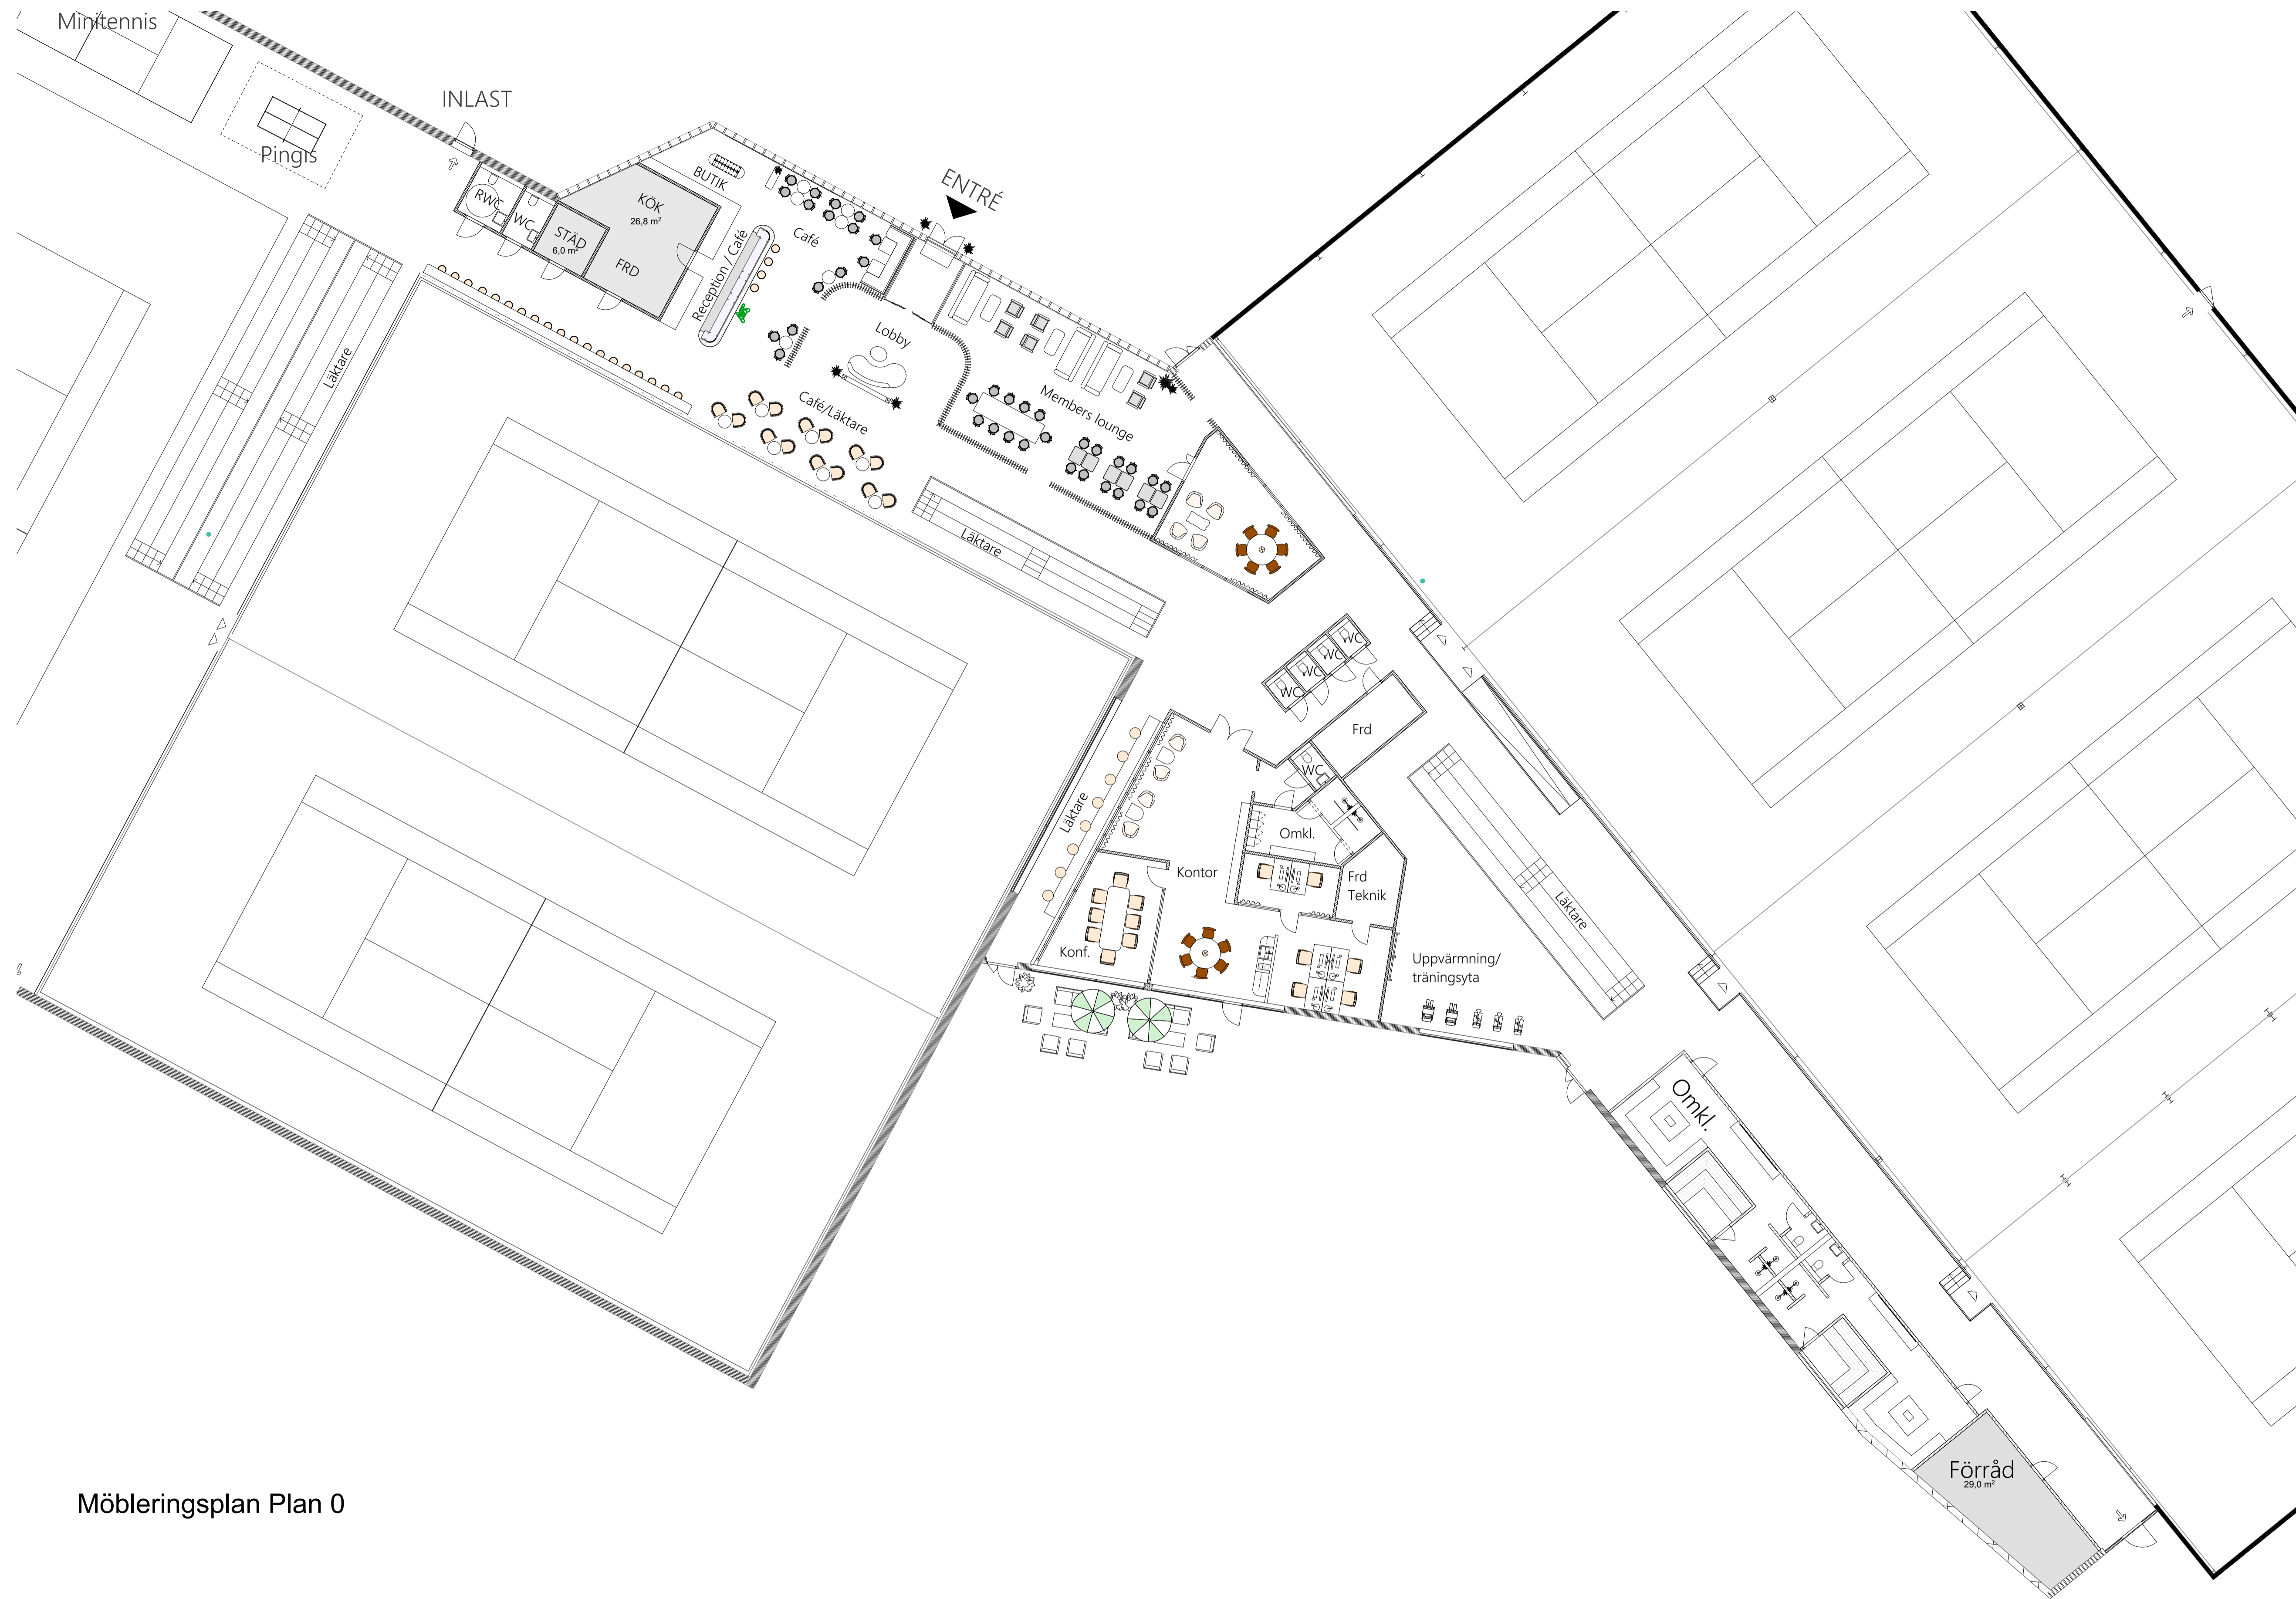 Minitennis
INLAST
Pingis
ENTRÉ
BUTIK
KÖK
26,8 m²
RWC
WC
STÄD
6,0 m²
FRD
Reception / Café
Café
Lobby
Läktare
Members lounge
Café/Läktare
Läktare
WC
WC
WC
WC
Frd
WC
Läktare
Omkl.
Kontor
Frd
Teknik
Läktare
Konf.
Uppvärmning/
träningsyta
Omkl.
Förråd
29,0 m²
Möbleringsplan Plan 0